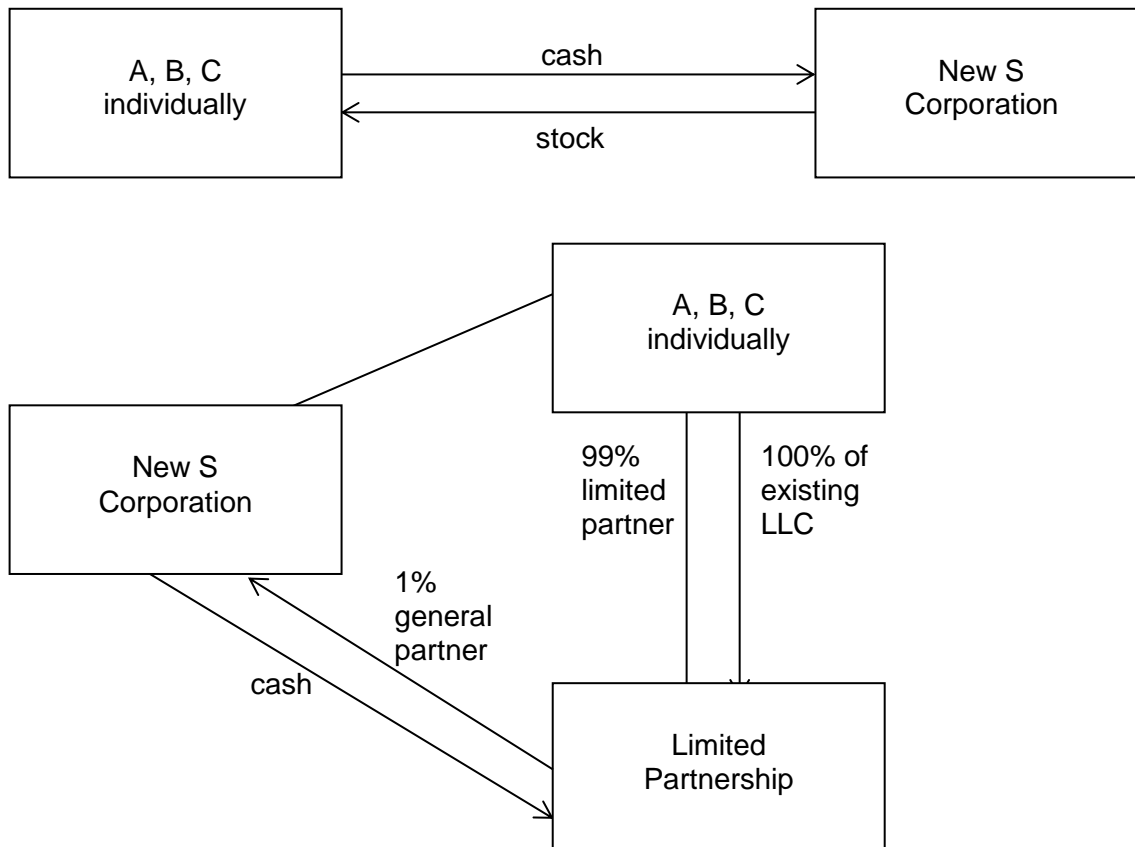 A, B, C
individually
cash
stock
New S
Corporation
A, B, C
individually
New S
Corporation
99%
limited
partner
100% of
existing
LLC
1%
general
partner
cash
Limited
Partnership